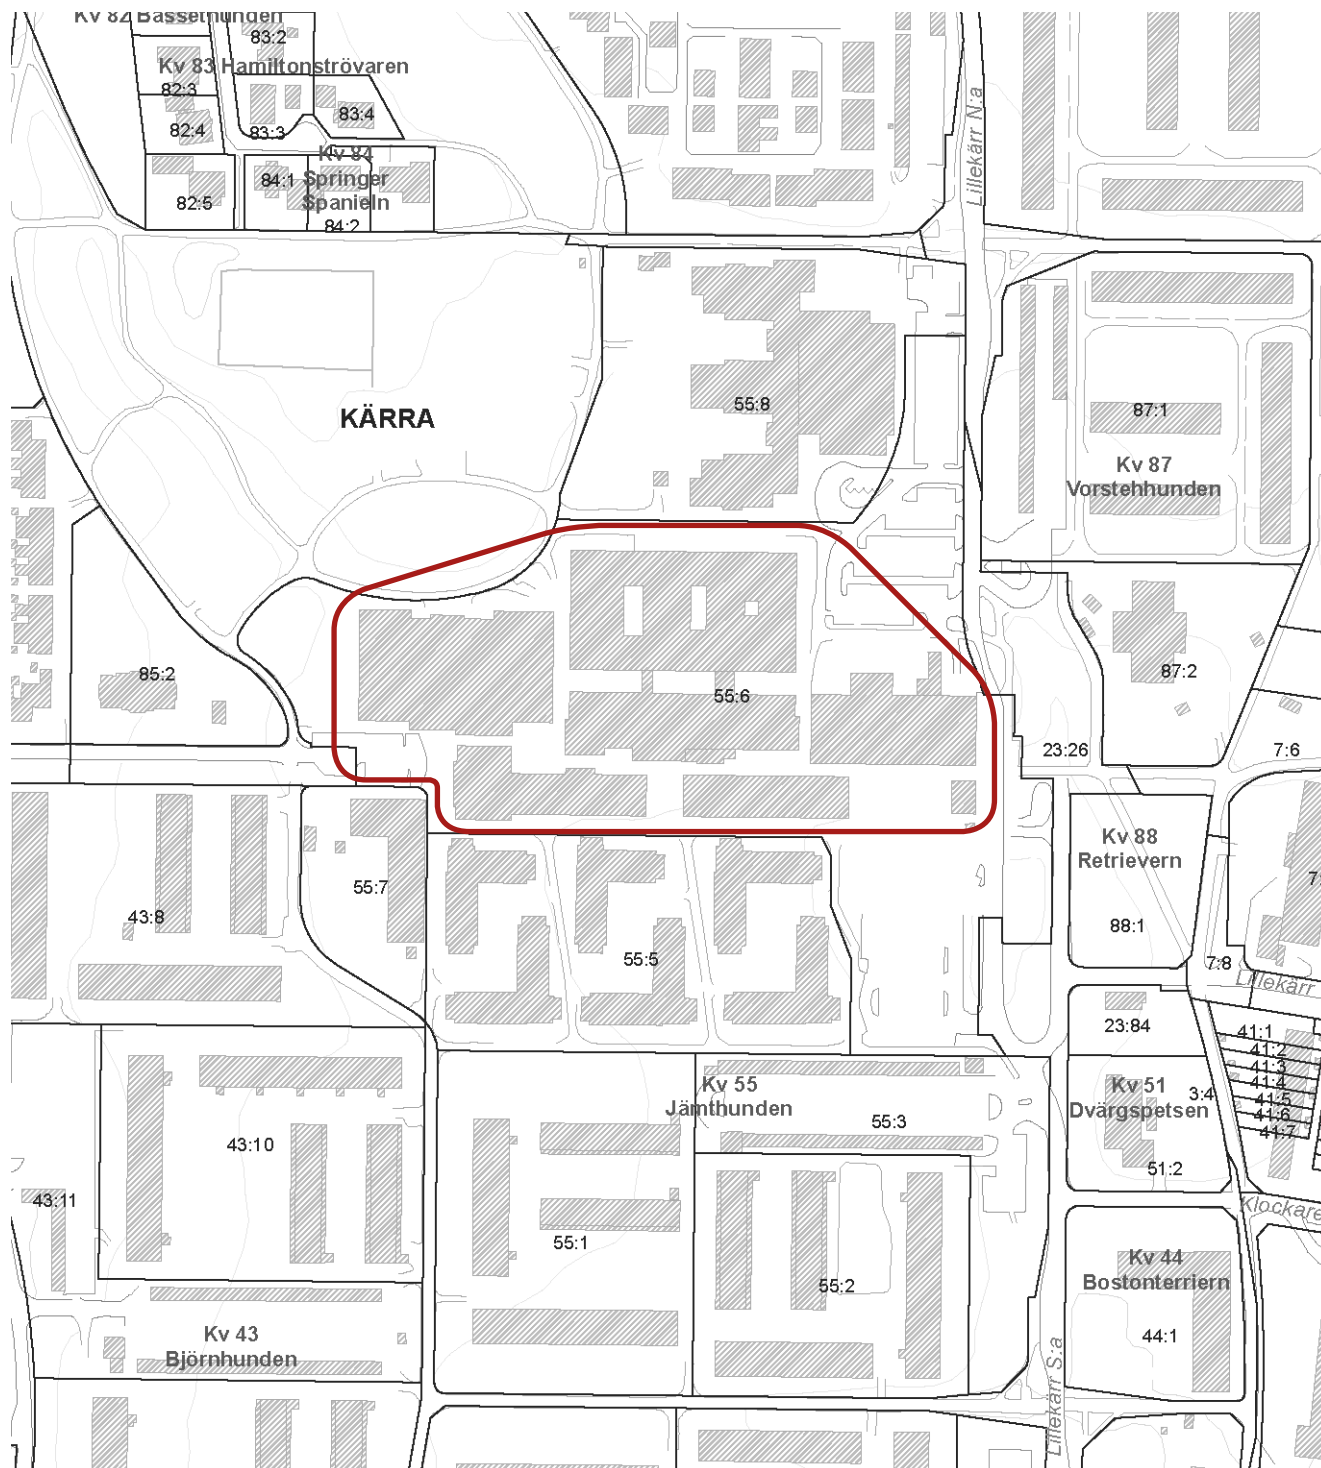 Kv 82 Bassethunden
83:2
Kv 83 Hamiltonströvaren
82:3
83:4
82:4
83:3
Kv 84
Springer
Spanieln
84:1
82:5
84:2
Lillekärr N:a
KÄRRA
55:8
87:1
Kv 87
Vorstehhunden
85:2
55:6
87:2
23:26
7:6
Kv 88
Retrievern
55:7
43:8
88:1
55:5
7:8
Lillekärr
23:84
41:1
41:2
41:3
41:4
41:5
41:6
41:7
Kv 55
Jämthunden
Kv 51
Dvärgspetsen
3:4
55:3
43:10
51:2
43:11
Klockare
55:1
55:2
Kv 44
Bostonterriern
Kv 43
Björnhunden
44:1
Lillekärr S:a